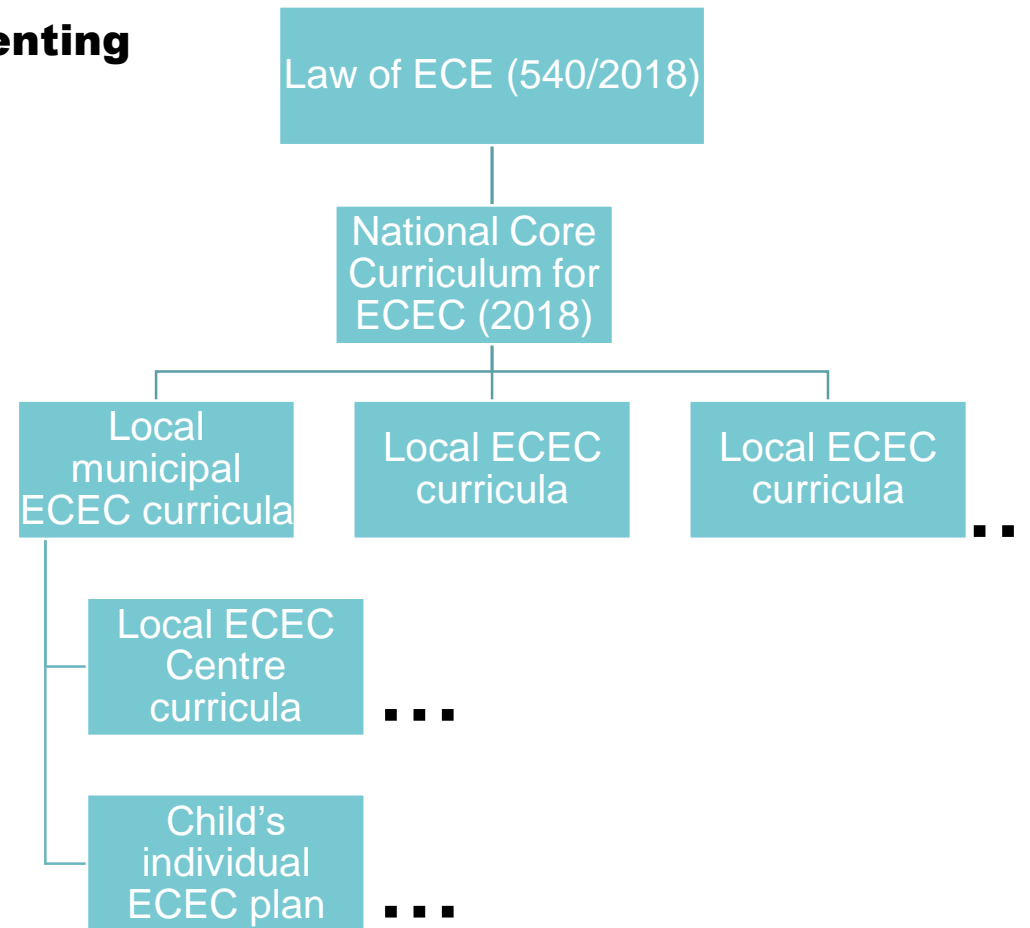 enting
Law of ECE (540/2018)
National Core
Curriculum for
ECEC (2018)
Local
municipal
ECEC curricula
Local ECEC
curricula
Local ECEC
curricula
..
Local ECEC
Centre
curricula
...
Child’s
individual
ECEC plan
...